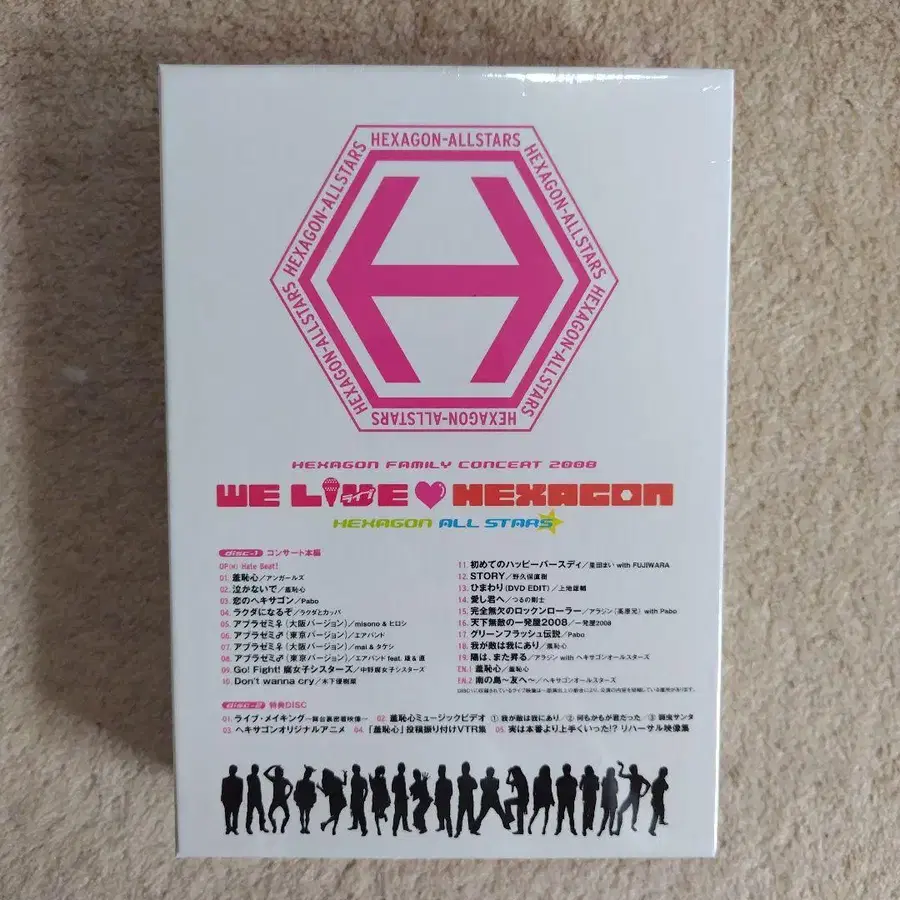 HEXAGON-ALLSTARS
HEXAGON-ALLSTARS
HEXAGON-ALLSTARS
HEXAGON-ALLSTARS
HEXAGON-ALLSTARS
HEXAGON-ALLSTARS
H
HEXAGON FAMILY CONCERT 2008
WE LIVE ライブ ♥ HEXAGON
HEXAGON ALL STARS
disc-1 コンサート本編
OP(M) Hate Beat!
01. 羞恥心/アンガールズ
02. 泣かないで/羞恥心
03. 恋のヘキサゴン/Pabo
04. ラクダになるぞ/ラクダとカッパ
05. アブラゼミ♀(大阪バージョン)/misono & ヒロシ
06. アブラゼミ♂(東京バージョン)/エアバンド
07. アブラゼミ♀(大阪バージョン)/mai & タケシ
08. アブラゼミ♂(東京バージョン)/エアバンド feat. 雄 & 直
09. Go! Fight! 腐女子シスターズ/中野腐女子シスターズ
10. Don't wanna cry/木下優樹菜
11. 初めてのハッピーバースディ/里田まい with FUJIWARA
12. STORY/野久保直樹
13. ひまわり(DVD EDIT)/上地雄輔
14. 愛し君へ/つるの剛士
15. 完全無欠のロックンローラー/アラジン(高原兄) with Pabo
16. 天下無敵の一発屋2008/一発屋2008
17. グリーンフラッシュ伝説/Pabo
18. 我が敵は我にあり/羞恥心
19. 陽は、また昇る/アラジン with ヘキサゴンオールスターズ
EN.1 羞恥心/羞恥心
EN.2 南の島〜友へ〜/ヘキサゴンオールスターズ
disc-2 特典DISC
01. ライブ・メイキング─舞台裏密着映像─ 02. 羞恥心ミュージックビデオ ①我が敵は我にあり/②何もかもが君だった/③弱虫サンタ
03. ヘキサゴンオリジナルアニメ 04. 「羞恥心」投稿振り付けVTR集 05. 実は本番より上手くいった!? リハーサル映像集